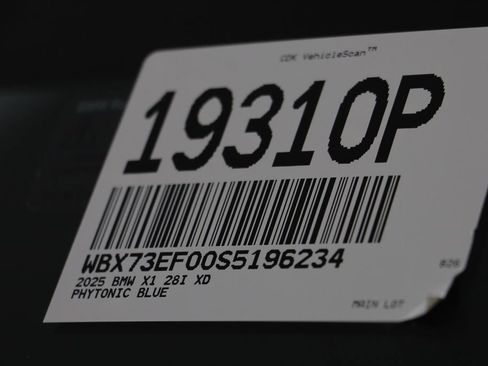 CDK VehicleScan™
19310P
WBX73EF00S5196234
2025 BMW X1 28I XD
PHYTONIC BLUE
MAIN LOT